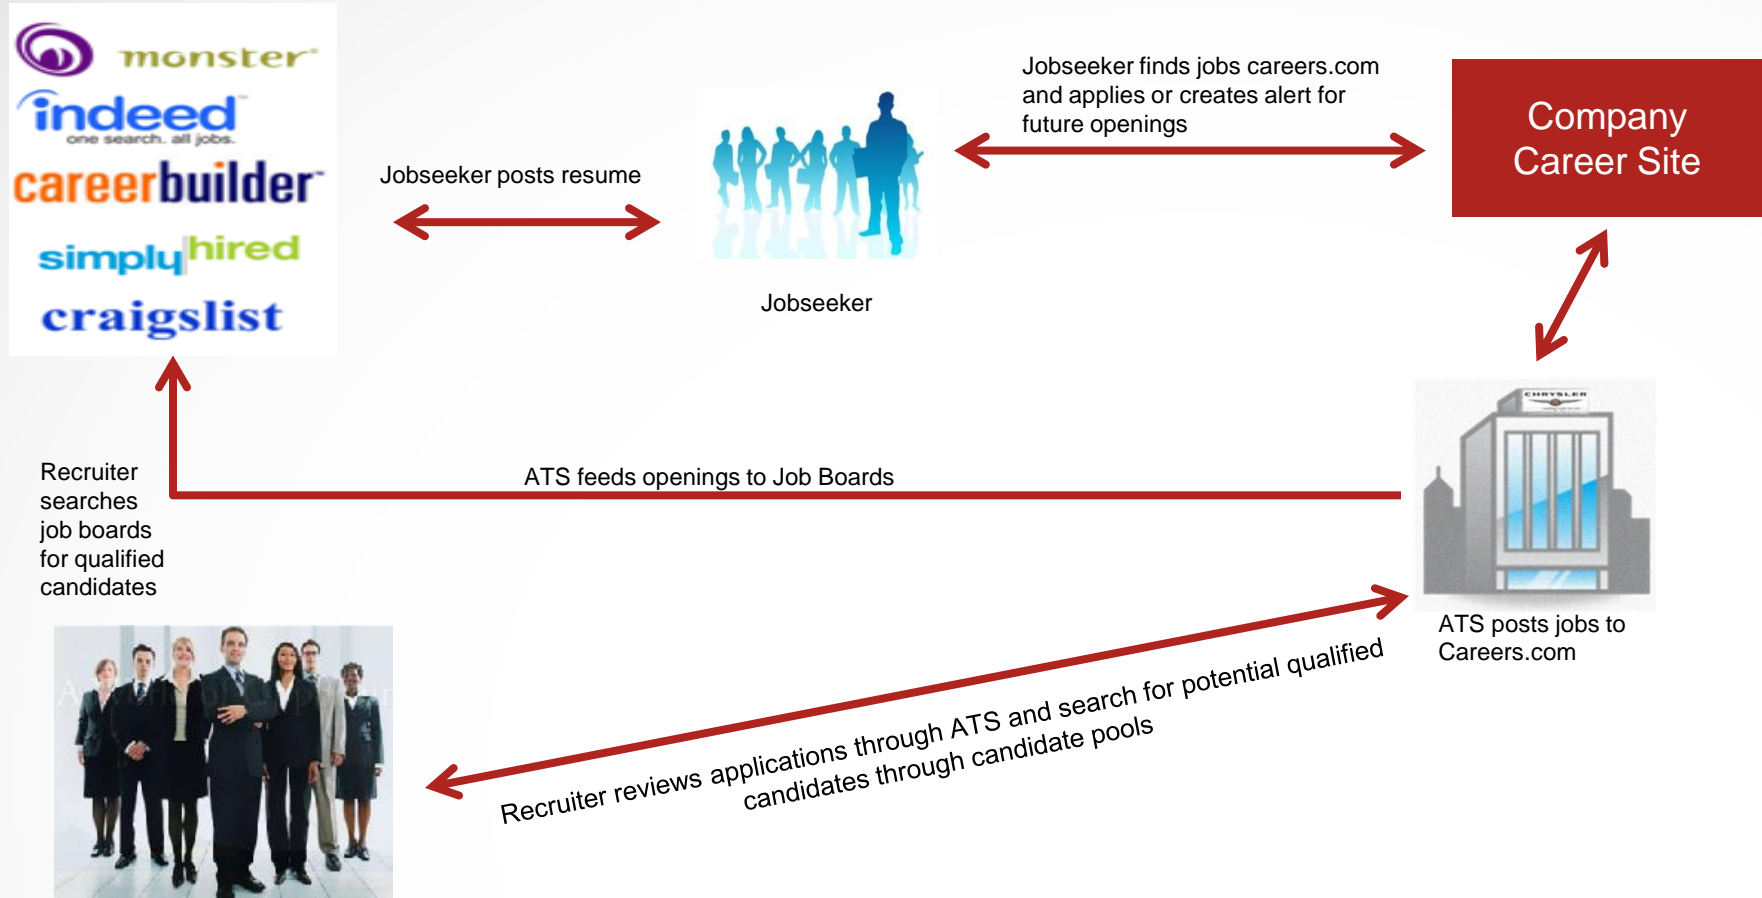 monster
indeed
one search. all jobs.
careerbuilder
simplyhired
craigslist
Jobseeker posts resume
Jobseeker
Jobseeker finds jobs careers.com
and applies or creates alert for
future openings
Company
Career Site
CHRYSLER
ATS posts jobs to
Careers.com
ATS feeds openings to Job Boards
Recruiter
searches
job boards
for qualified
candidates
Recruiter reviews applications through ATS and search for potential qualified
candidates through candidate pools